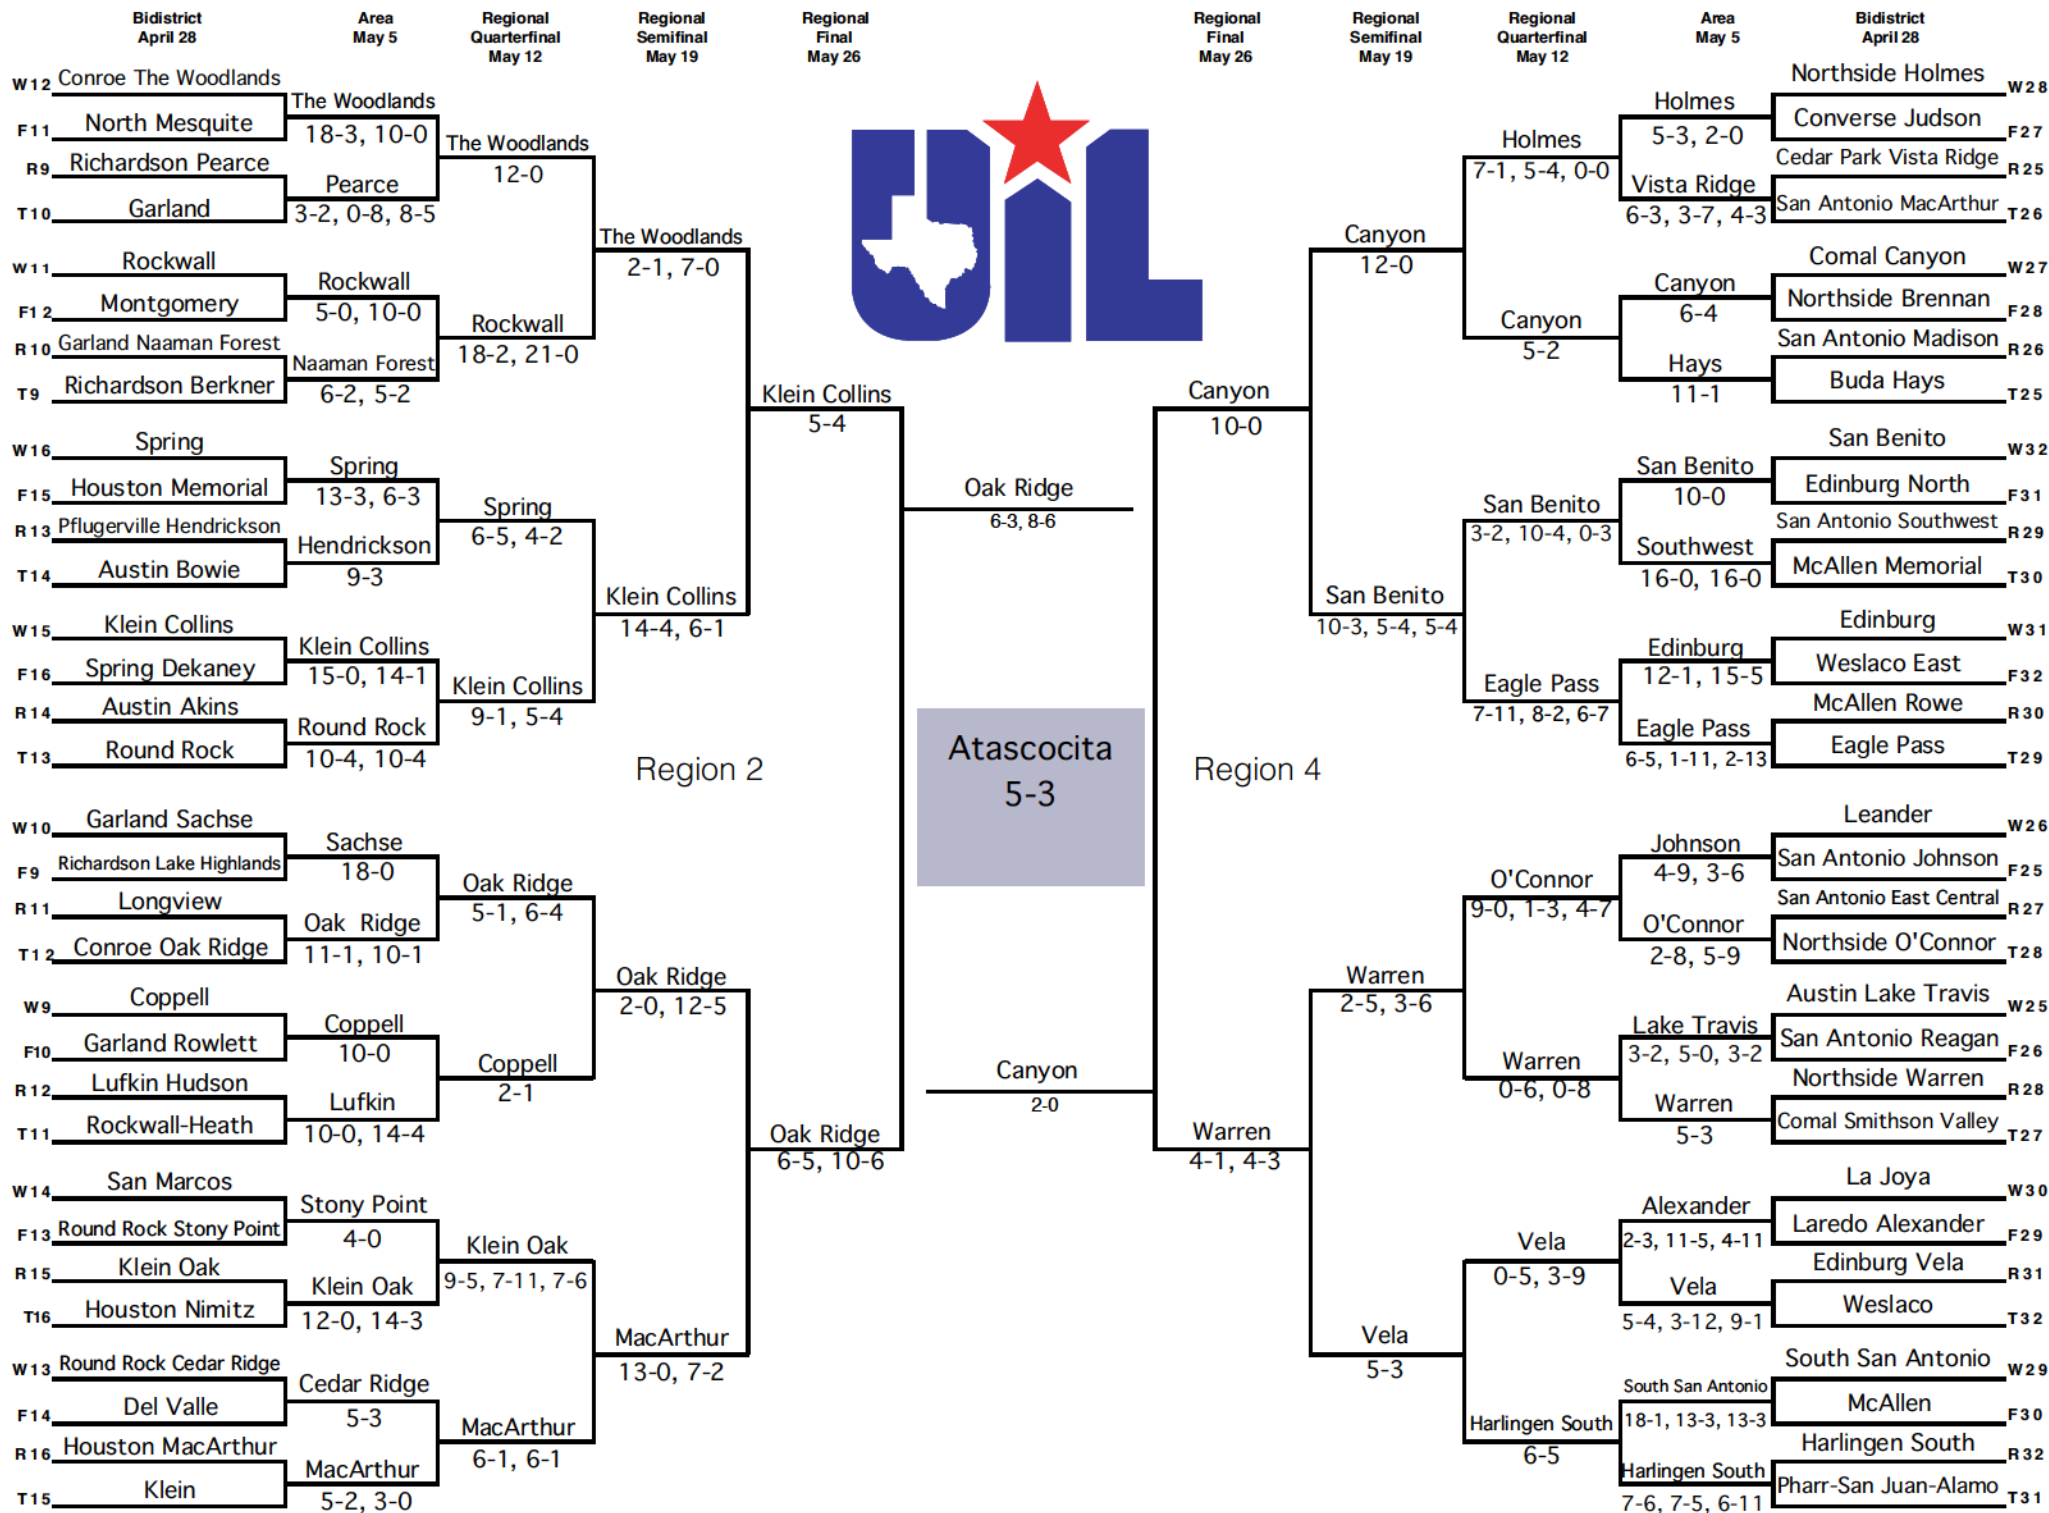 Bidistrict
April 28
Area
May 5
Regional
Quarterfinal
May 12
Regional
Semifinal
May 19
Regional
Final
May 26
Regional
Final
May 26
Regional
Semifinal
May 19
Regional
Quarterfinal
May 12
Area
May 5
Bidistrict
April 28
W12 Conroe The Woodlands
F11 North Mesquite
R9 Richardson Pearce
T10 Garland
W11 Rockwall
F12 Montgomery
R10 Garland Naaman Forest
T9 Richardson Berkner
W16 Spring
F15 Houston Memorial
R13 Pflugerville Hendrickson
T14 Austin Bowie
W15 Klein Collins
F16 Spring Dekaney
R14 Austin Akins
T13 Round Rock
W10 Garland Sachse
F9 Richardson Lake Highlands
R11 Longview
T12 Conroe Oak Ridge
W9 Coppell
F10 Garland Rowlett
R12 Lufkin Hudson
T11 Rockwall-Heath
W14 San Marcos
F13 Round Rock Stony Point
R15 Klein Oak
T16 Houston Nimitz
W13 Round Rock Cedar Ridge
F14 Del Valle
R16 Houston MacArthur
T15 Klein
The Woodlands
18-3, 10-0
Pearce
3-2, 0-8, 8-5
Rockwall
5-0, 10-0
Naaman Forest
6-2, 5-2
Spring
13-3, 6-3
Hendrickson
9-3
Klein Collins
15-0, 14-1
Round Rock
10-4, 10-4
Sachse
18-0
Oak Ridge
11-1, 10-1
Coppell
10-0
Lufkin
10-0, 14-4
Stony Point
4-0
Klein Oak
12-0, 14-3
Cedar Ridge
5-3
MacArthur
5-2, 3-0
The Woodlands
12-0
Rockwall
18-2, 21-0
Spring
6-5, 4-2
Klein Collins
9-1, 5-4
Oak Ridge
5-1, 6-4
Coppell
2-1
Klein Oak
9-5, 7-11, 7-6
MacArthur
6-1, 6-1
The Woodlands
2-1, 7-0
Klein Collins
14-4, 6-1
Oak Ridge
2-0, 12-5
MacArthur
13-0, 7-2
Klein Collins
5-4
Oak Ridge
6-5, 10-6
Region 2
UIL
Oak Ridge
6-3, 8-6
Atascocita
5-3
Canyon
2-0
Region 4
Canyon
10-0
Warren
4-1, 4-3
Canyon
12-0
San Benito
10-3, 5-4, 5-4
Warren
2-5, 3-6
Vela
5-3
Holmes
7-1, 5-4, 0-0
Canyon
5-2
San Benito
3-2, 10-4, 0-3
Eagle Pass
7-11, 8-2, 6-7
O'Connor
9-0, 1-3, 4-7
Warren
0-6, 0-8
Vela
0-5, 3-9
Harlingen South
6-5
Holmes
5-3, 2-0
Vista Ridge
6-3, 3-7, 4-3
Canyon
6-4
Hays
11-1
San Benito
10-0
Southwest
16-0, 16-0
Edinburg
12-1, 15-5
Eagle Pass
6-5, 1-11, 2-13
Johnson
4-9, 3-6
O'Connor
2-8, 5-9
Lake Travis
3-2, 5-0, 3-2
Warren
5-3
Alexander
2-3, 11-5, 4-11
Vela
5-4, 3-12, 9-1
South San Antonio
18-1, 13-3, 13-3
Harlingen South
7-6, 7-5, 6-11
Northside Holmes W28
Converse Judson F27
Cedar Park Vista Ridge R25
San Antonio MacArthur T26
Comal Canyon W27
Northside Brennan F28
San Antonio Madison R26
Buda Hays T25
San Benito W32
Edinburg North F31
San Antonio Southwest R29
McAllen Memorial T30
Edinburg W31
Weslaco East F32
McAllen Rowe R30
Eagle Pass T29
Leander W26
San Antonio Johnson F25
San Antonio East Central R27
Northside O'Connor T28
Austin Lake Travis W25
San Antonio Reagan F26
Northside Warren R28
Comal Smithson Valley T27
La Joya W30
Laredo Alexander F29
Edinburg Vela R31
Weslaco T32
South San Antonio W29
McAllen F30
Harlingen South R32
Pharr-San Juan-Alamo T31